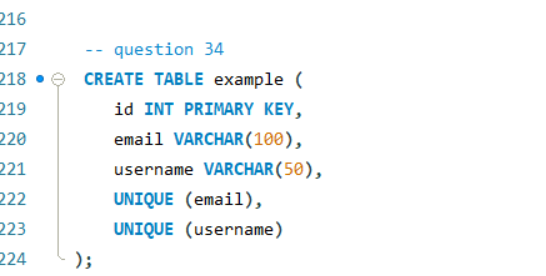 216
217 -- question 34
218 CREATE TABLE example (
219 id INT PRIMARY KEY,
220 email VARCHAR(100),
221 username VARCHAR(50),
222 UNIQUE (email),
223 UNIQUE (username)
224 );